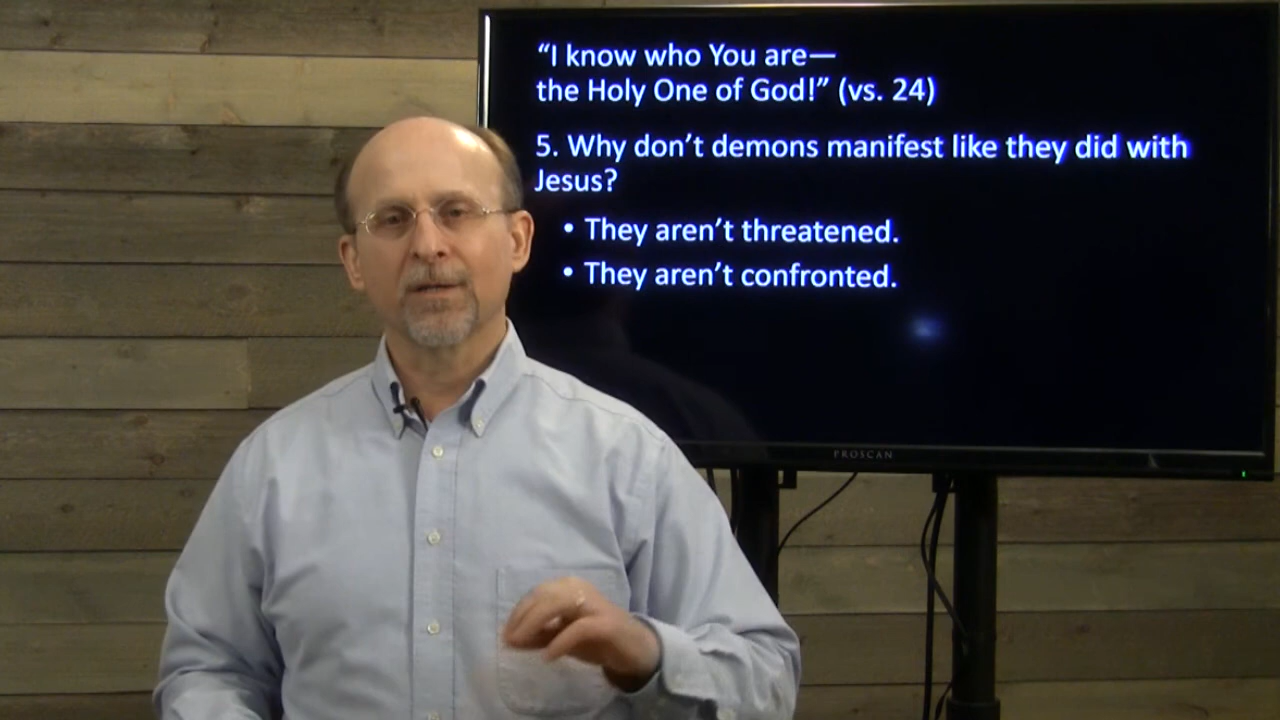 “I know who You are—
the Holy One of God!” (vs. 24)
5. Why don’t demons manifest like they did with
Jesus?
• They aren’t threatened.
• They aren’t confronted.
PROSCAN